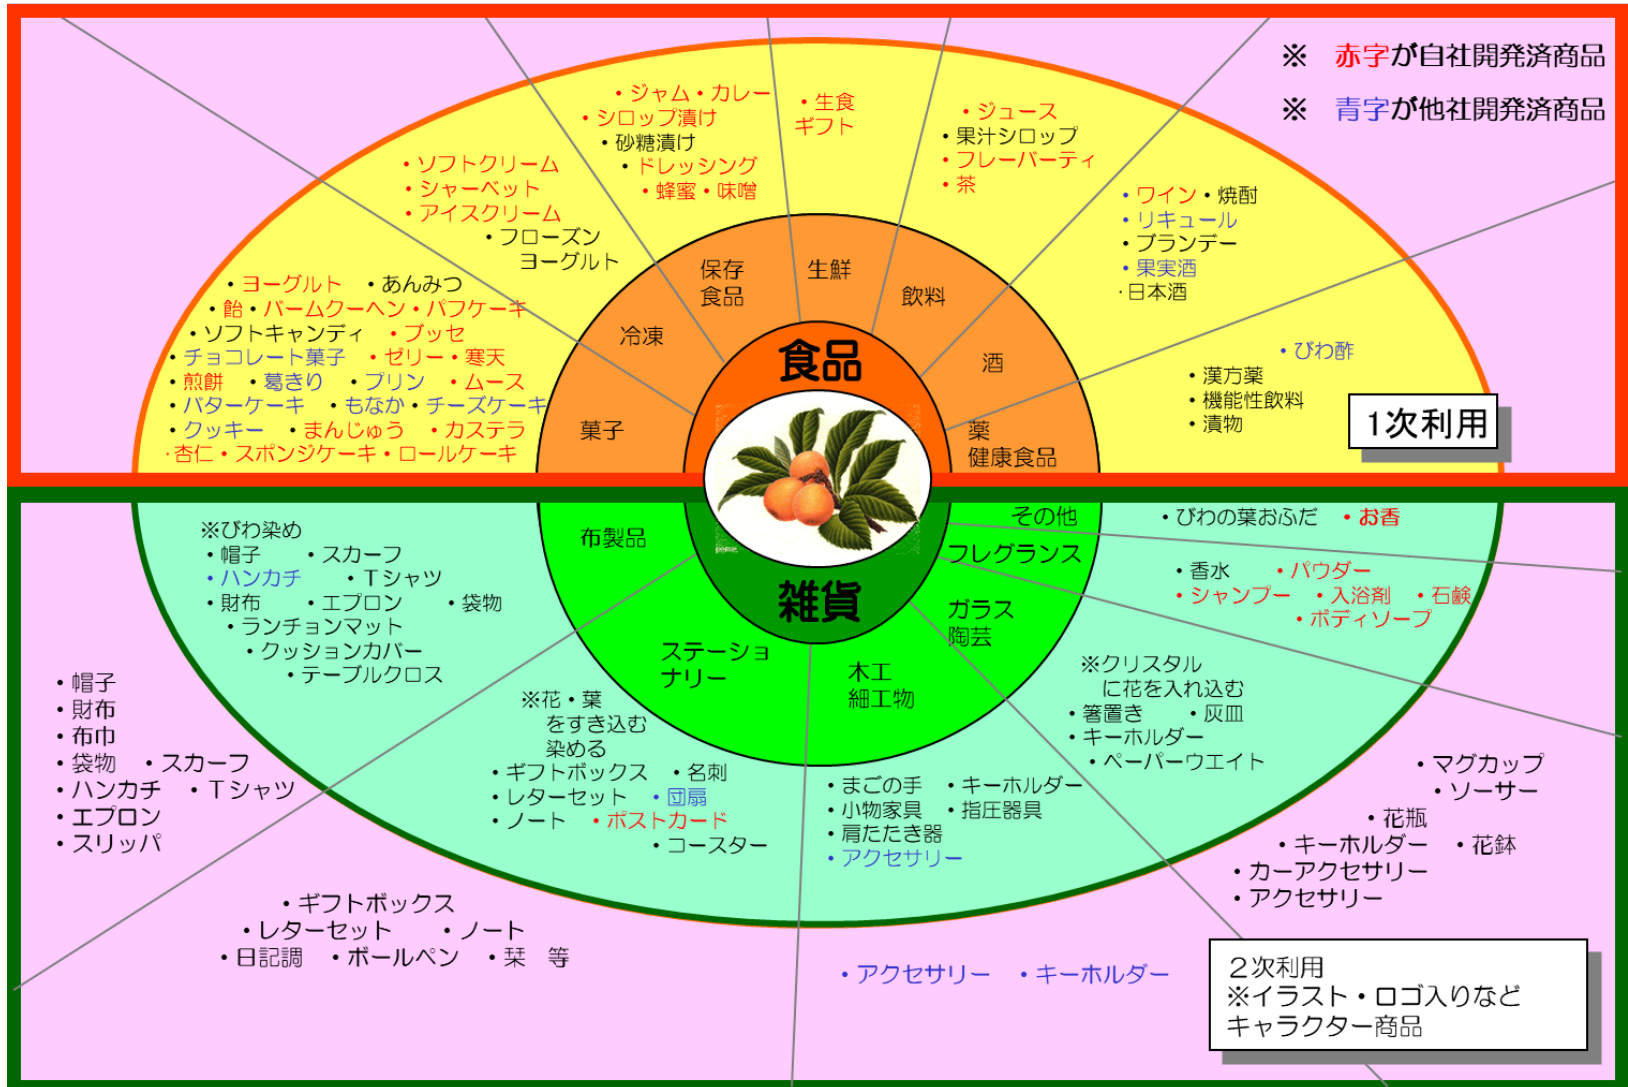 ※　赤字が自社開発済商品
※　青字が他社開発済商品
・ジャム・カレー
・シロップ漬け
・砂糖漬け
・ドレッシング
・蜂蜜・味噌
・生食
ギフト
・ジュース
・果汁シロップ
・フレーバーティ
・茶
・ソフトクリーム
・シャーベット
・アイスクリーム
・フローズン
ヨーグルト
・ワイン・焼酎
・リキュール
・ブランデー
・果実酒
・日本酒
・ヨーグルト　・あんみつ
・飴・バームクーヘン・パフケーキ
・ソフトキャンディ　・ブッセ
・チョコレート菓子　・ゼリー・寒天
・煎餅　・葛きり　・プリン　・ムース
・バターケーキ　・もなか・チーズケーキ
・クッキー　・まんじゅう　・カステラ
・杏仁・スポンジケーキ・ロールケーキ
・びわ酢
・漢方薬
・機能性飲料
・漬物
1次利用
保存
食品
生鮮
飲料
冷凍
酒
菓子
薬
健康食品
食品
雑貨
布製品
その他
フレグランス
ガラス
陶芸
ステーショ
ナリー
木工
細工物
※びわ染め
・帽子　・スカーフ
・ハンカチ　・Tシャツ
・財布　・エプロン　・袋物
・ランチョンマット
・クッションカバー
・テーブルクロス
・びわの葉おふだ　・お香
・香水　・パウダー
・シャンプー　・入浴剤　・石鹸
・ボディソープ
※クリスタル
に花を入れ込む
・箸置き　・灰皿
・キーホルダー
・ペーパーウエイト
※花・葉
をすき込む
染める
・ギフトボックス　・名刺
・レターセット　・団扇
・ノート　・ポストカード
・コースター
・まごの手　・キーホルダー
・小物家具　・指圧器具
・肩たたき器
・アクセサリー
・帽子
・財布
・布巾
・袋物　・スカーフ
・ハンカチ　・Tシャツ
・エプロン
・スリッパ
・ギフトボックス
・レターセット　・ノート
・日記調　・ボールペン　・栞　等
・アクセサリー　・キーホルダー
・マグカップ
・ソーサー
・花瓶
・キーホルダー　・花鉢
・カーアクセサリー
・アクセサリー
２次利用
※イラスト・ロゴ入りなど
キャラクター商品